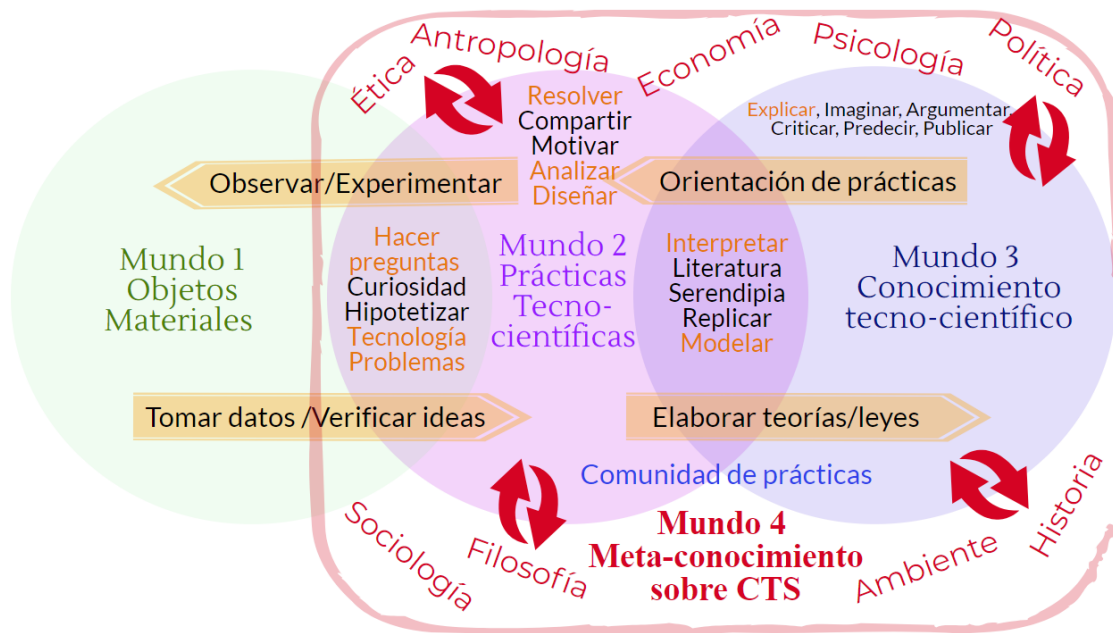 Ética
Antropología
Economía
Psicología
Política
Resolver
Compartir
Motivar
Analizar
Diseñar
Explicar, Imaginar, Argumentar,
Criticar, Predecir, Publicar
Observar/Experimentar
Orientación de prácticas
Mundo 1
Objetos
Materiales
Hacer
preguntas
Curiosidad
Hipotetizar
Tecnología
Problemas
Mundo 2
Prácticas
Tecno-
científicas
Interpretar
Literatura
Serendipia
Replicar
Modelar
Mundo 3
Conocimiento
tecno-científico
Tomar datos /Verificar ideas
Elaborar teorías/leyes
Comunidad de prácticas
Sociología
Filosofía
Mundo 4
Meta-conocimiento
sobre CTS
Ambiente
Historia